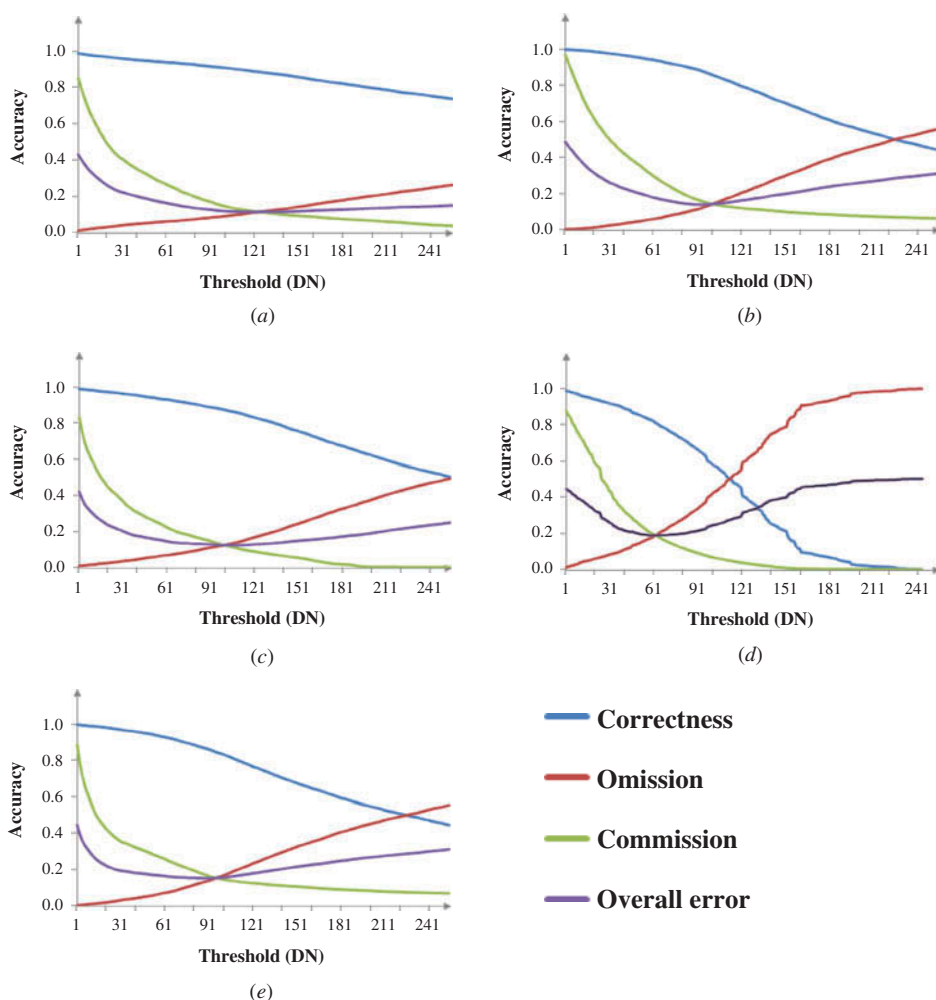 1.0
0.8
0.6
0.4
0.2
0.0
Accuracy
1 31 61 91 121 151 181 211 241
Threshold (DN)
(a)
1.0
0.8
0.6
0.4
0.2
0.0
Accuracy
1 31 61 91 121 151 181 211 241
Threshold (DN)
(b)
1.0
0.8
0.6
0.4
0.2
0.0
Accuracy
1 31 61 91 121 151 181 211 241
Threshold (DN)
(c)
1.0
0.8
0.6
0.4
0.2
0.0
Accuracy
1 31 61 91 121 151 181 211 241
Threshold (DN)
(d)
1.0
0.8
0.6
0.4
0.2
0.0
Accuracy
1 31 61 91 121 151 181 211 241
Threshold (DN)
(e)
Correctness
Omission
Commission
Overall error